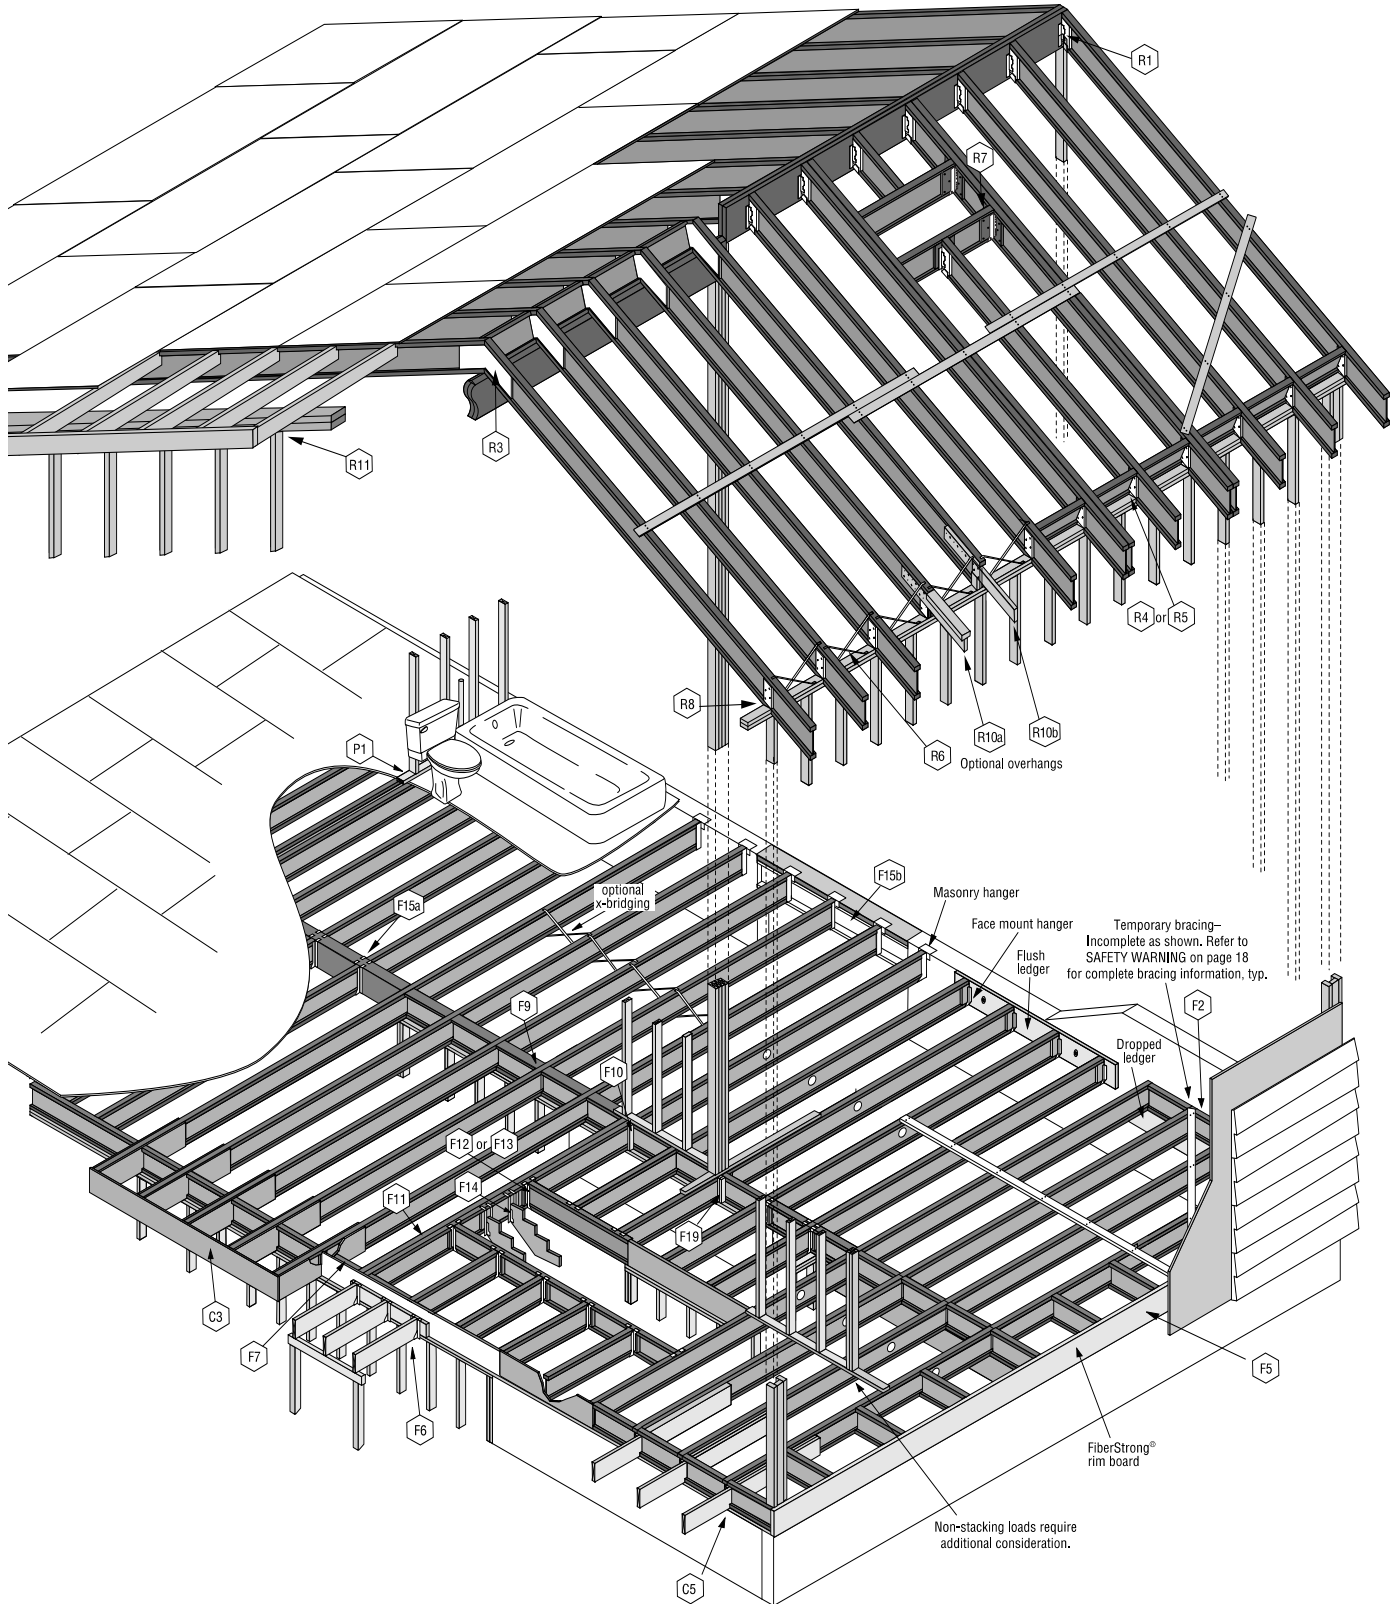 R1
R7
R3
R11
R4 or R5
R8
R10a
R10b
R6
Optional overhangs
P1
F15b
optional
x-bridging
F15a
Masonry hanger
Face mount hanger
Flush
ledger
Temporary bracing–
Incomplete as shown. Refer to
SAFETY WARNING on page 18
for complete bracing information, typ.
F2
F9
Dropped
ledger
F10
F12 or F13
F14
F11
F19
C3
F7
F6
F5
FiberStrong®
rim board
Non-stacking loads require
additional consideration.
C5